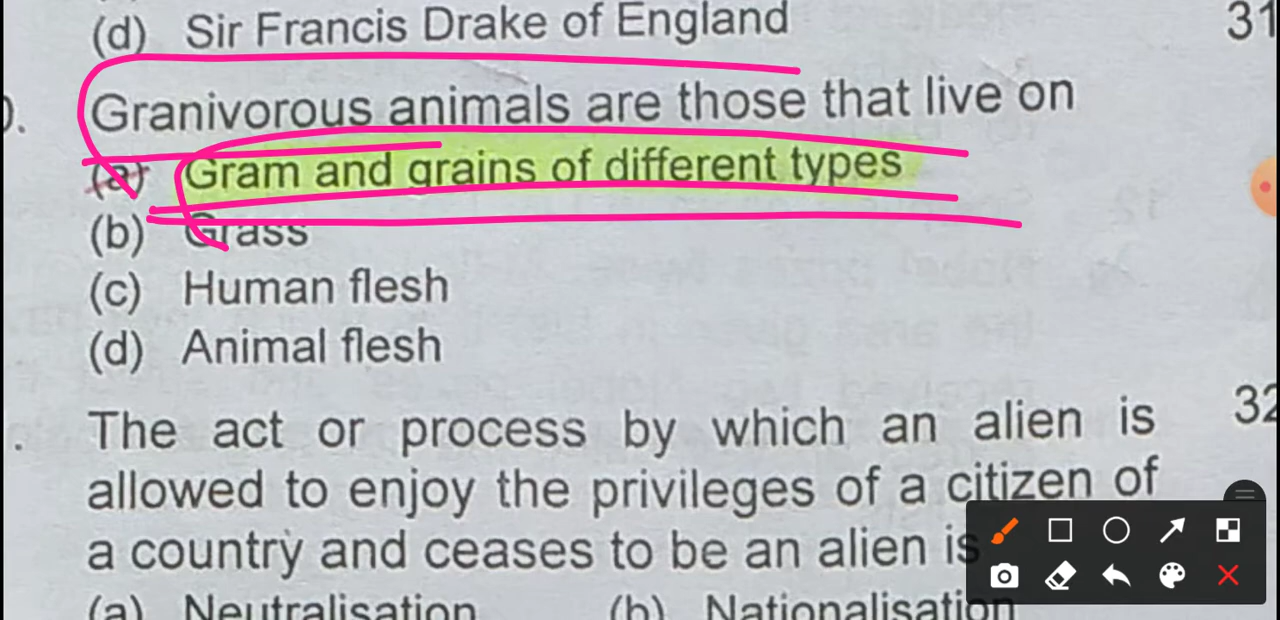 (d) Sir Francis Drake of England
31
Granivorous animals are those that live on
(a) Gram and grains of different types
(b) Grass
(c) Human flesh
(d) Animal flesh
The act or process by which an alien is
32
allowed to enjoy the privileges of a citizen of
a country and ceases to be an alien is
(a) Neutralisation (b) Nationalisation